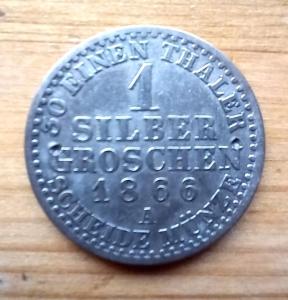 30 EINEN THALER
1
SILBER
GROSCHEN
1866
A
SCHEIDE MÜNZE